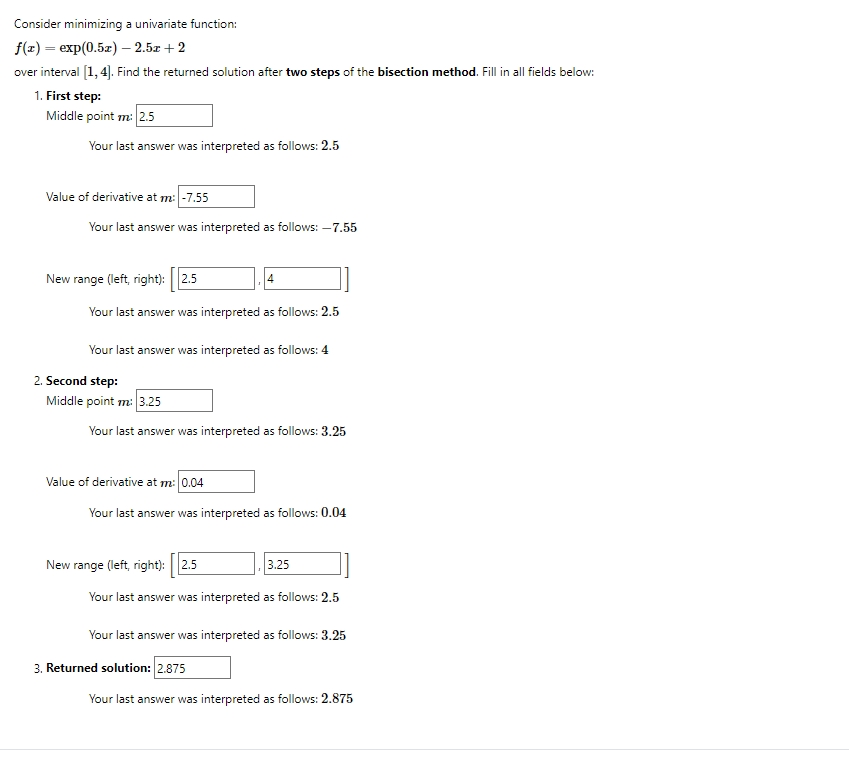 Consider minimizing a univariate function:
f(x) = exp(0.5x) − 2.5x + 2
over interval [1, 4]. Find the returned solution after two steps of the bisection method. Fill in all fields below:
1. First step:
Middle point m: 2.5
Your last answer was interpreted as follows: 2.5
Value of derivative at m: -7.55
Your last answer was interpreted as follows: −7.55
New range (left, right): [ 2.5 , 4 ]
Your last answer was interpreted as follows: 2.5
Your last answer was interpreted as follows: 4
2. Second step:
Middle point m: 3.25
Your last answer was interpreted as follows: 3.25
Value of derivative at m: 0.04
Your last answer was interpreted as follows: 0.04
New range (left, right): [ 2.5 , 3.25 ]
Your last answer was interpreted as follows: 2.5
Your last answer was interpreted as follows: 3.25
3. Returned solution: 2.875
Your last answer was interpreted as follows: 2.875